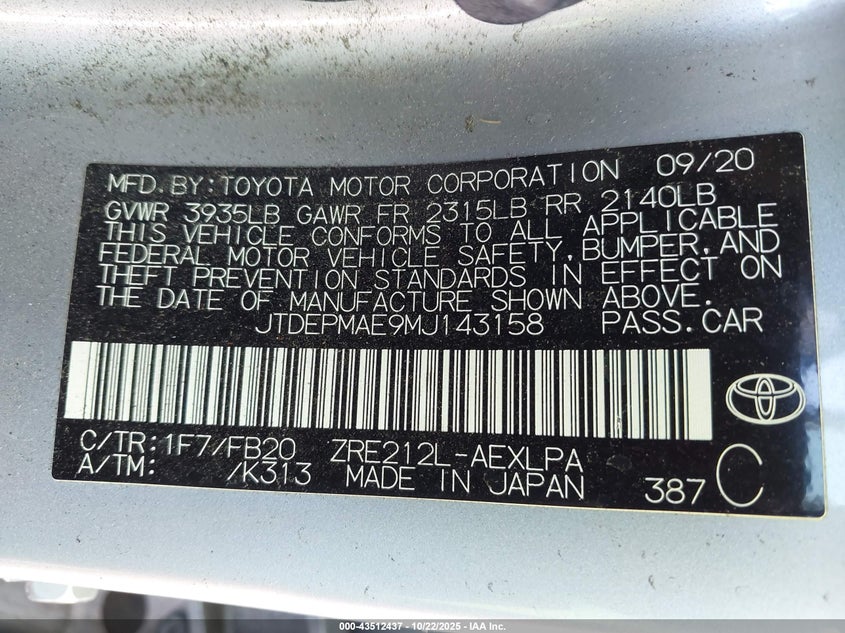 MFD. BY: TOYOTA MOTOR CORPORATION 09/20
GVWR 3935LB GAWR FR 2315LB RR 2140LB
THIS VEHICLE CONFORMS TO ALL APPLICABLE
FEDERAL MOTOR VEHICLE SAFETY, BUMPER, AND
THEFT PREVENTION STANDARDS IN EFFECT ON
THE DATE OF MANUFACTURE SHOWN ABOVE.
JTDEPMAE9MJ143158 PASS. CAR
C/TR: 1F7/FB20 ZRE212L-AEXLPA
A/TM: /K313 MADE IN JAPAN 387 C
000-43512437 - 10/22/2025 - IAA Inc.